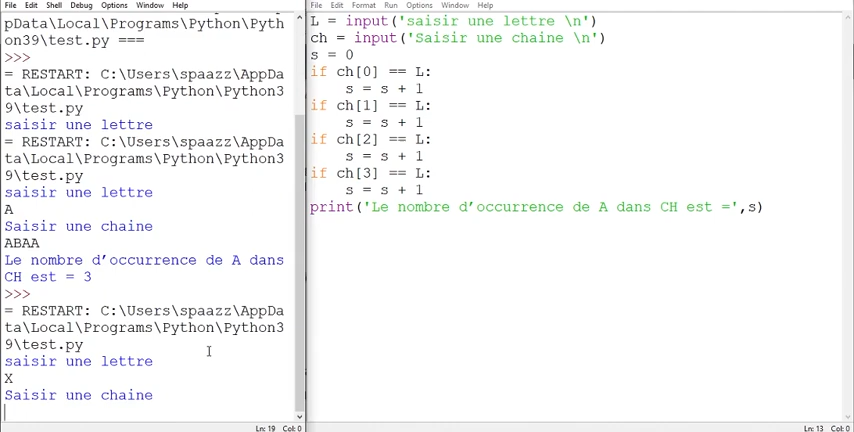 File Edit Shell Debug Options Window Help
pData\Local\Programs\Python\Pyth
on39\test.py ===
>>>
= RESTART: C:\Users\spaazz\AppDa
ta\Local\Programs\Python\Python3
9\test.py
saisir une lettre
= RESTART: C:\Users\spaazz\AppDa
ta\Local\Programs\Python\Python3
9\test.py
saisir une lettre
A
Saisir une chaine
ABAA
Le nombre d’occurrence de A dans
CH est = 3
>>>
= RESTART: C:\Users\spaazz\AppDa
ta\Local\Programs\Python\Python3
9\test.py
saisir une lettre
X
Saisir une chaine
Ln: 19 Col: 0
File Edit Format Run Options Window Help
L = input('saisir une lettre \n')
ch = input('Saisir une chaine \n')
s = 0
if ch[0] == L:
    s = s + 1
if ch[1] == L:
    s = s + 1
if ch[2] == L:
    s = s + 1
if ch[3] == L:
    s = s + 1
print('Le nombre d’occurrence de A dans CH est =',s)
Ln: 13 Col: 0